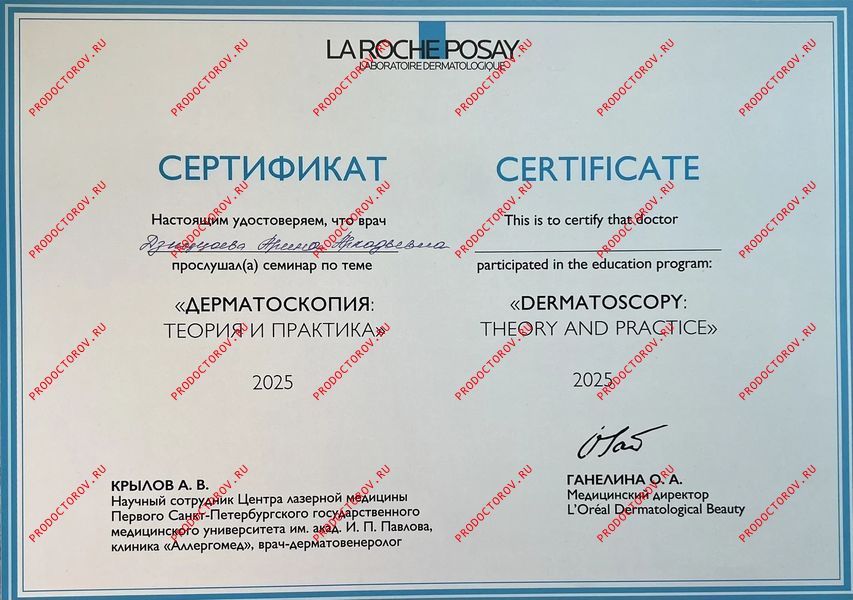 LA ROCHE POSAY
LABORATOIRE DERMATOLOGIQUE
СЕРТИФИКАТ
Настоящим удостоверяем, что врач
Аркадьевна
прослушал(а) семинар по теме
«ДЕРМАТОСКОПИЯ:
ТЕОРИЯ И ПРАКТИКА»
2025
КРЫЛОВ А. В.
Научный сотрудник Центра лазерной медицины
Первого Санкт-Петербургского государственного
медицинского университета им. акад. И. П. Павлова,
клиника «Аллергомед», врач-дерматовенеролог
CERTIFICATE
This is to certify that doctor
participated in the education program:
«DERMATOSCOPY:
THEORY AND PRACTICE»
2025
ГАНЕЛИНА О. А.
Медицинский директор
L'Oréal Dermatological Beauty
PRODOCTOROV.RU